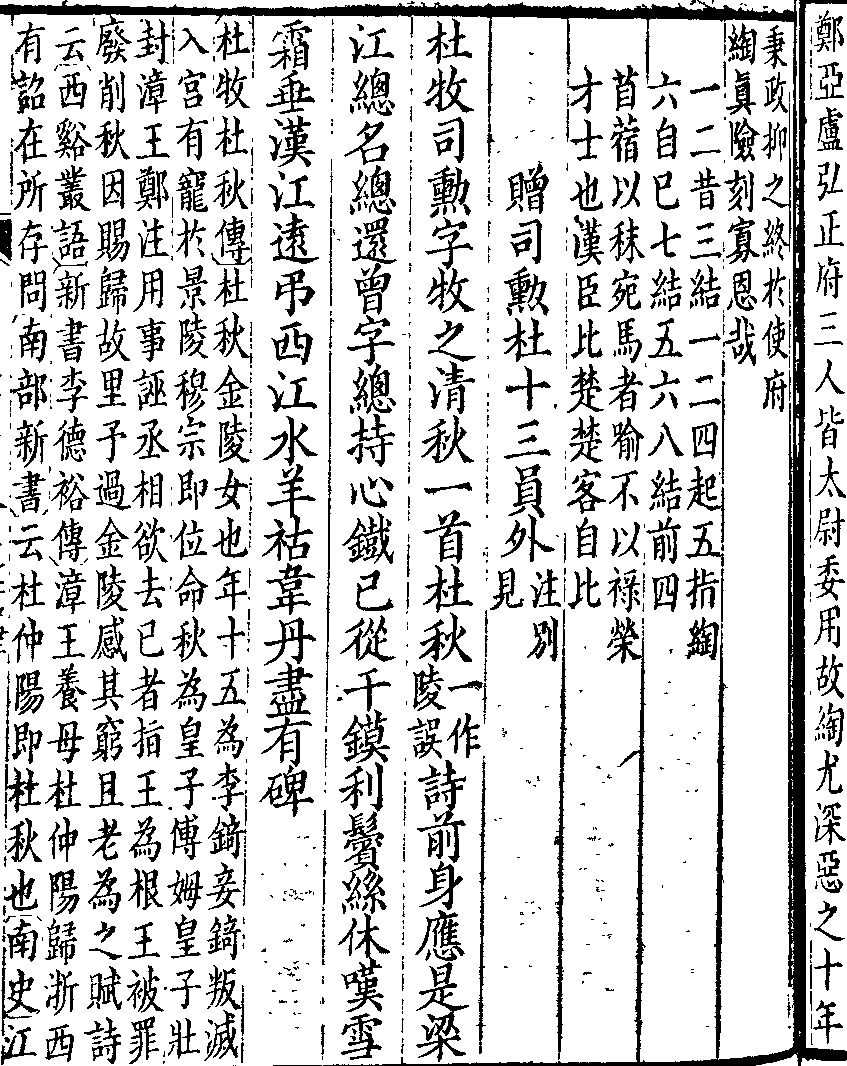 鄭亞盧弘正府三人皆太尉委用故綯尤深惡之十年
秉政抑之終於使府
綯眞險刻寡恩哉
一二昔三結一二四起五指綯
六自巳七結五六八結前四
苜蓿以秣宛馬者喻不以祿榮
才士也漢臣比楚楚客自比
贈司勲杜十三員外注別見
杜牧司勲字牧之清秋一首杜秋一作陵誤詩前身應是梁
江總名總還曾字總持心鐵已從干鏌利鬢絲休嘆雪
霜垂漢江遠弔西江水羊祜韋丹盡有碑
杜牧杜秋傳杜秋金陵女也年十五為李錡妾錡叛滅
入宮有寵於景陵穆宗即位命秋為皇子傅姆皇子壯
封漳王鄭注用事誣丞相欲去已者指王為根王被罪
廢削秋因賜歸故里予過金陵感其窮且老為之賦詩
云西谿叢語新書李德裕傳漳王養母杜仲陽歸浙西
有詔在所存問南部新書云杜仲陽即杜秋也南史江